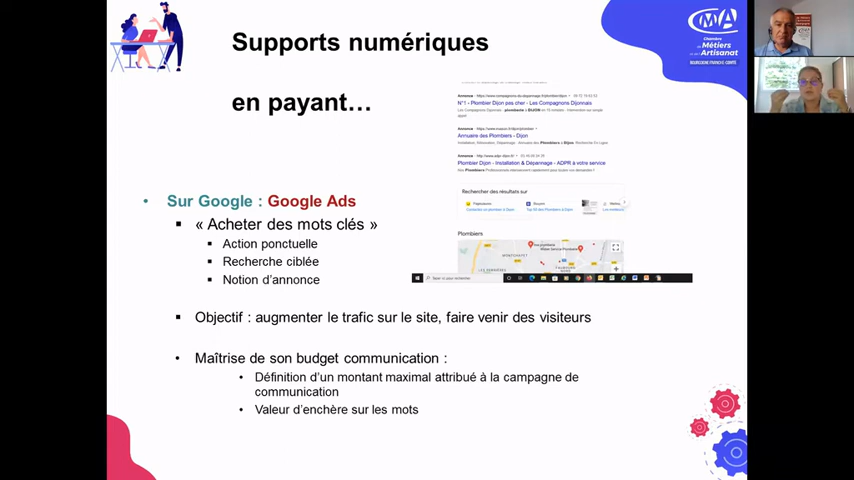 Supports numériques
en payant…
CMA
Chambre
de Métiers
et de l'Artisanat
BOURGOGNE-FRANCHE-COMTÉ
• Sur Google : Google Ads
▪ « Acheter des mots clés »
▪ Action ponctuelle
▪ Recherche ciblée
▪ Notion d'annonce
▪ Objectif : augmenter le trafic sur le site, faire venir des visiteurs
• Maîtrise de son budget communication :
• Définition d'un montant maximal attribué à la campagne de
communication
• Valeur d'enchère sur les mots
N°1 - Plombier Dijon pas cher - Les Compagnons Dijonnais
Annuaire des Plombiers - Dijon
Plombier Dijon - Installation & Dépannage - ADPR à votre service
Rechercher des résultats sur
Plombiers
MONTCHAPET